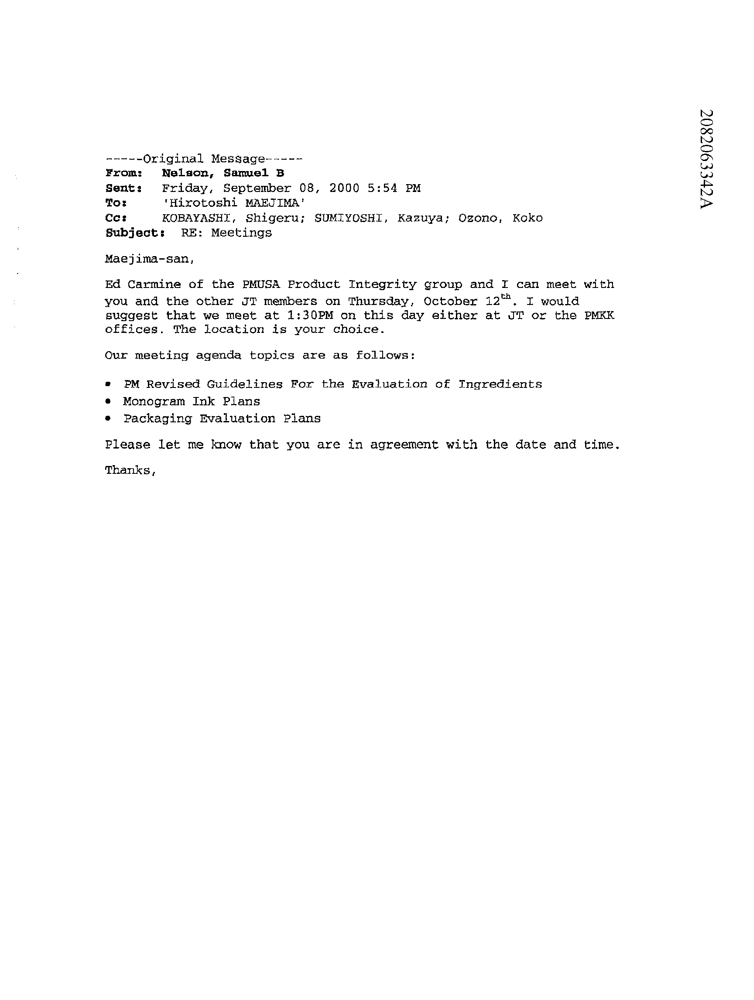 2082063342A
-----Original Message-----
From: Nelson, Samuel B
Sent: Friday, September 08, 2000 5:54 PM
To: 'Hirotoshi MAEJIMA'
Cc: KOBAYASHI, Shigeru; SUMIYOSHI, Kazuya; Ozono, Koko
Subject: RE: Meetings
Maejima-san,
Ed Carmine of the PMUSA Product Integrity group and I can meet with
you and the other JT members on Thursday, October 12th. I would
suggest that we meet at 1:30PM on this day either at JT or the PMKK
offices. The location is your choice.
Our meeting agenda topics are as follows:
• PM Revised Guidelines For the Evaluation of Ingredients
• Monogram Ink Plans
• Packaging Evaluation Plans
Please let me know that you are in agreement with the date and time.
Thanks,